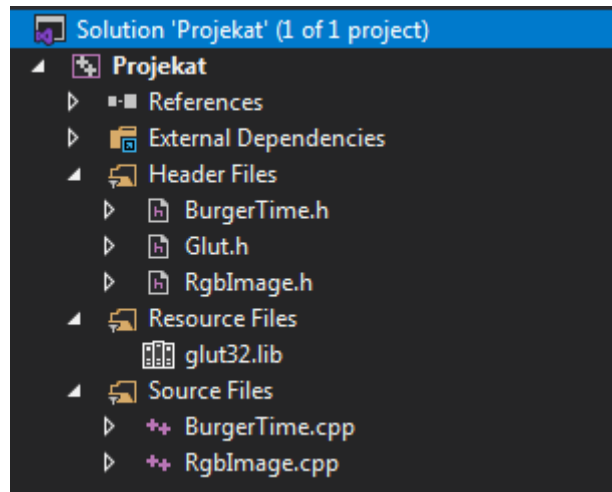 Solution 'Projekat' (1 of 1 project)
Projekat
References
External Dependencies
Header Files
BurgerTime.h
Glut.h
RgbImage.h
Resource Files
glut32.lib
Source Files
BurgerTime.cpp
RgbImage.cpp